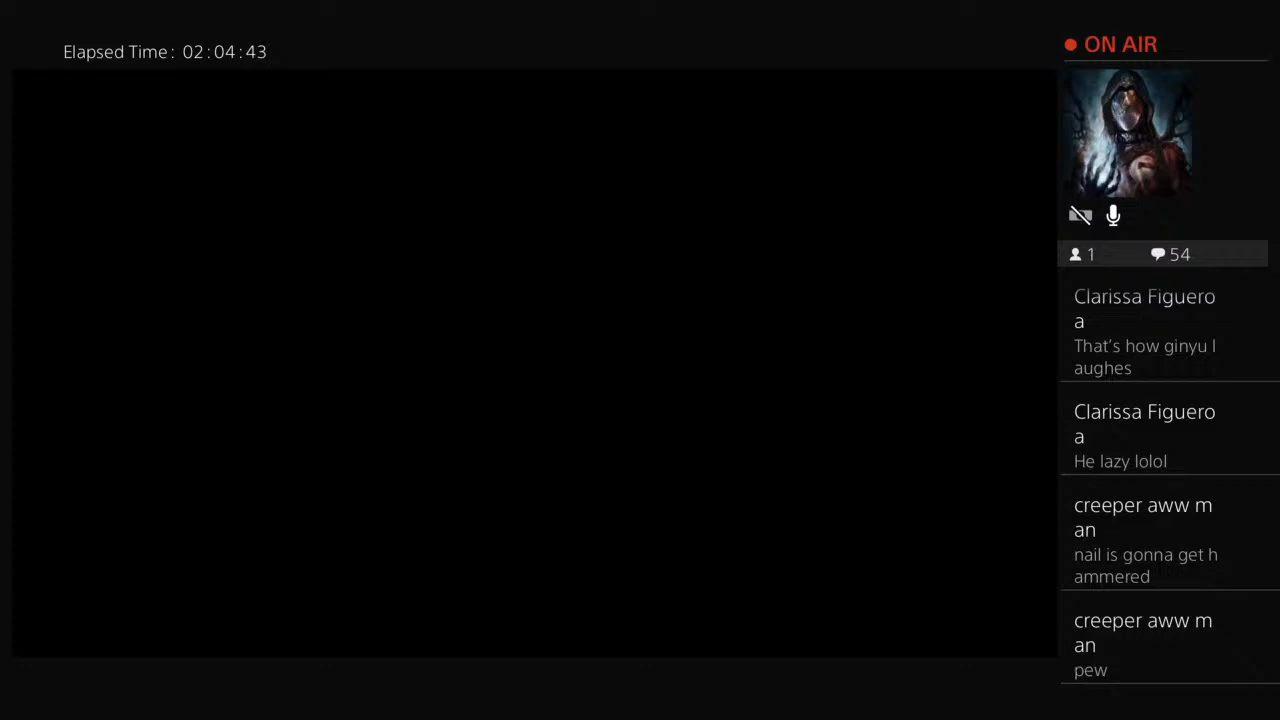 Elapsed Time: 02:04:43
ON AIR
1 54
Clarissa Figuero
a
That's how ginyu l
aughes
Clarissa Figuero
a
He lazy lolol
creeper aww m
an
nail is gonna get h
ammered
creeper aww m
an
pew